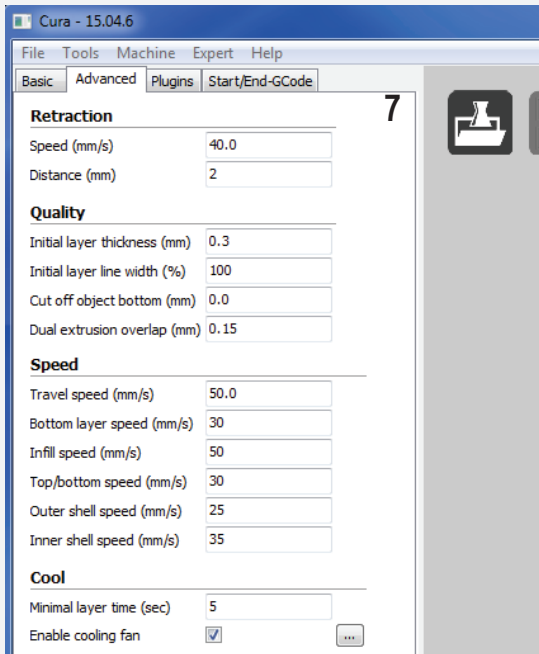 Cura - 15.04.6
File Tools Machine Expert Help
Basic Advanced Plugins Start/End-GCode
7
Retraction
Speed (mm/s) 40.0
Distance (mm) 2
Quality
Initial layer thickness (mm) 0.3
Initial layer line width (%) 100
Cut off object bottom (mm) 0.0
Dual extrusion overlap (mm) 0.15
Speed
Travel speed (mm/s) 50.0
Bottom layer speed (mm/s) 30
Infill speed (mm/s) 50
Top/bottom speed (mm/s) 30
Outer shell speed (mm/s) 25
Inner shell speed (mm/s) 35
Cool
Minimal layer time (sec) 5
Enable cooling fan ...